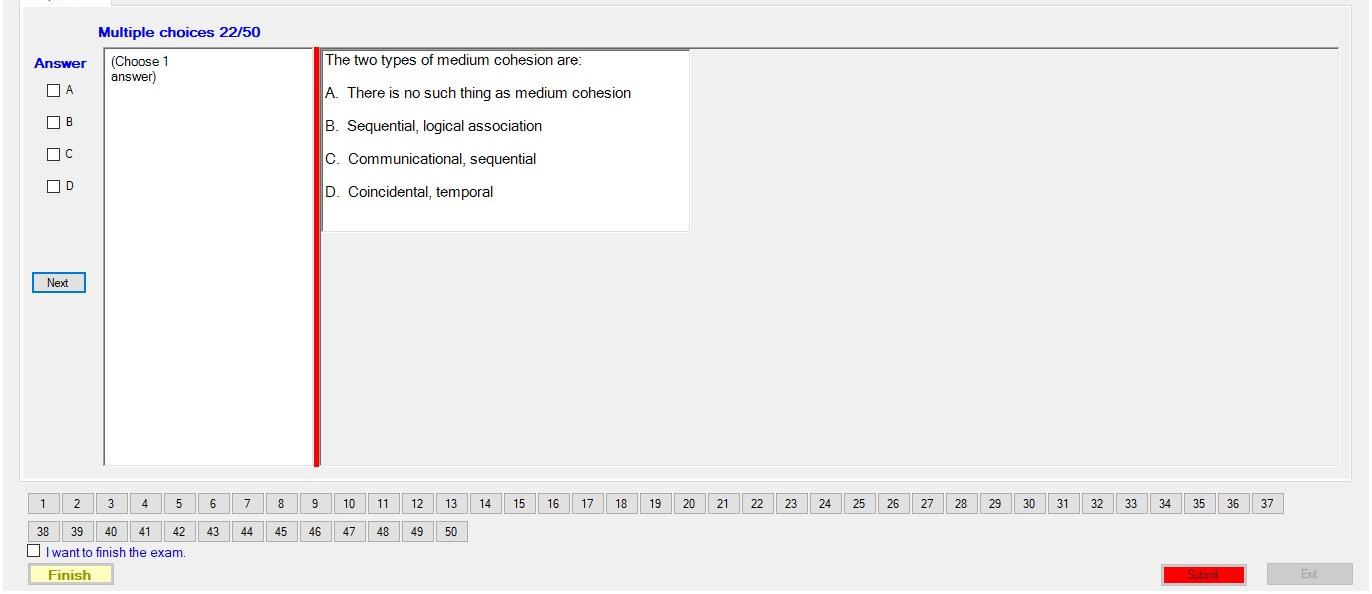 Multiple choices 22/50
Answer
(Choose 1
answer)
A
B
C
D
Next
The two types of medium cohesion are:
A. There is no such thing as medium cohesion
B. Sequential, logical association
C. Communicational, sequential
D. Coincidental, temporal
1 2 3 4 5 6 7 8 9 10 11 12 13 14 15 16 17 18 19 20 21 22 23 24 25 26 27 28 29 30 31 32 33 34 35 36 37
38 39 40 41 42 43 44 45 46 47 48 49 50
I want to finish the exam.
Finish
Submit
Exit